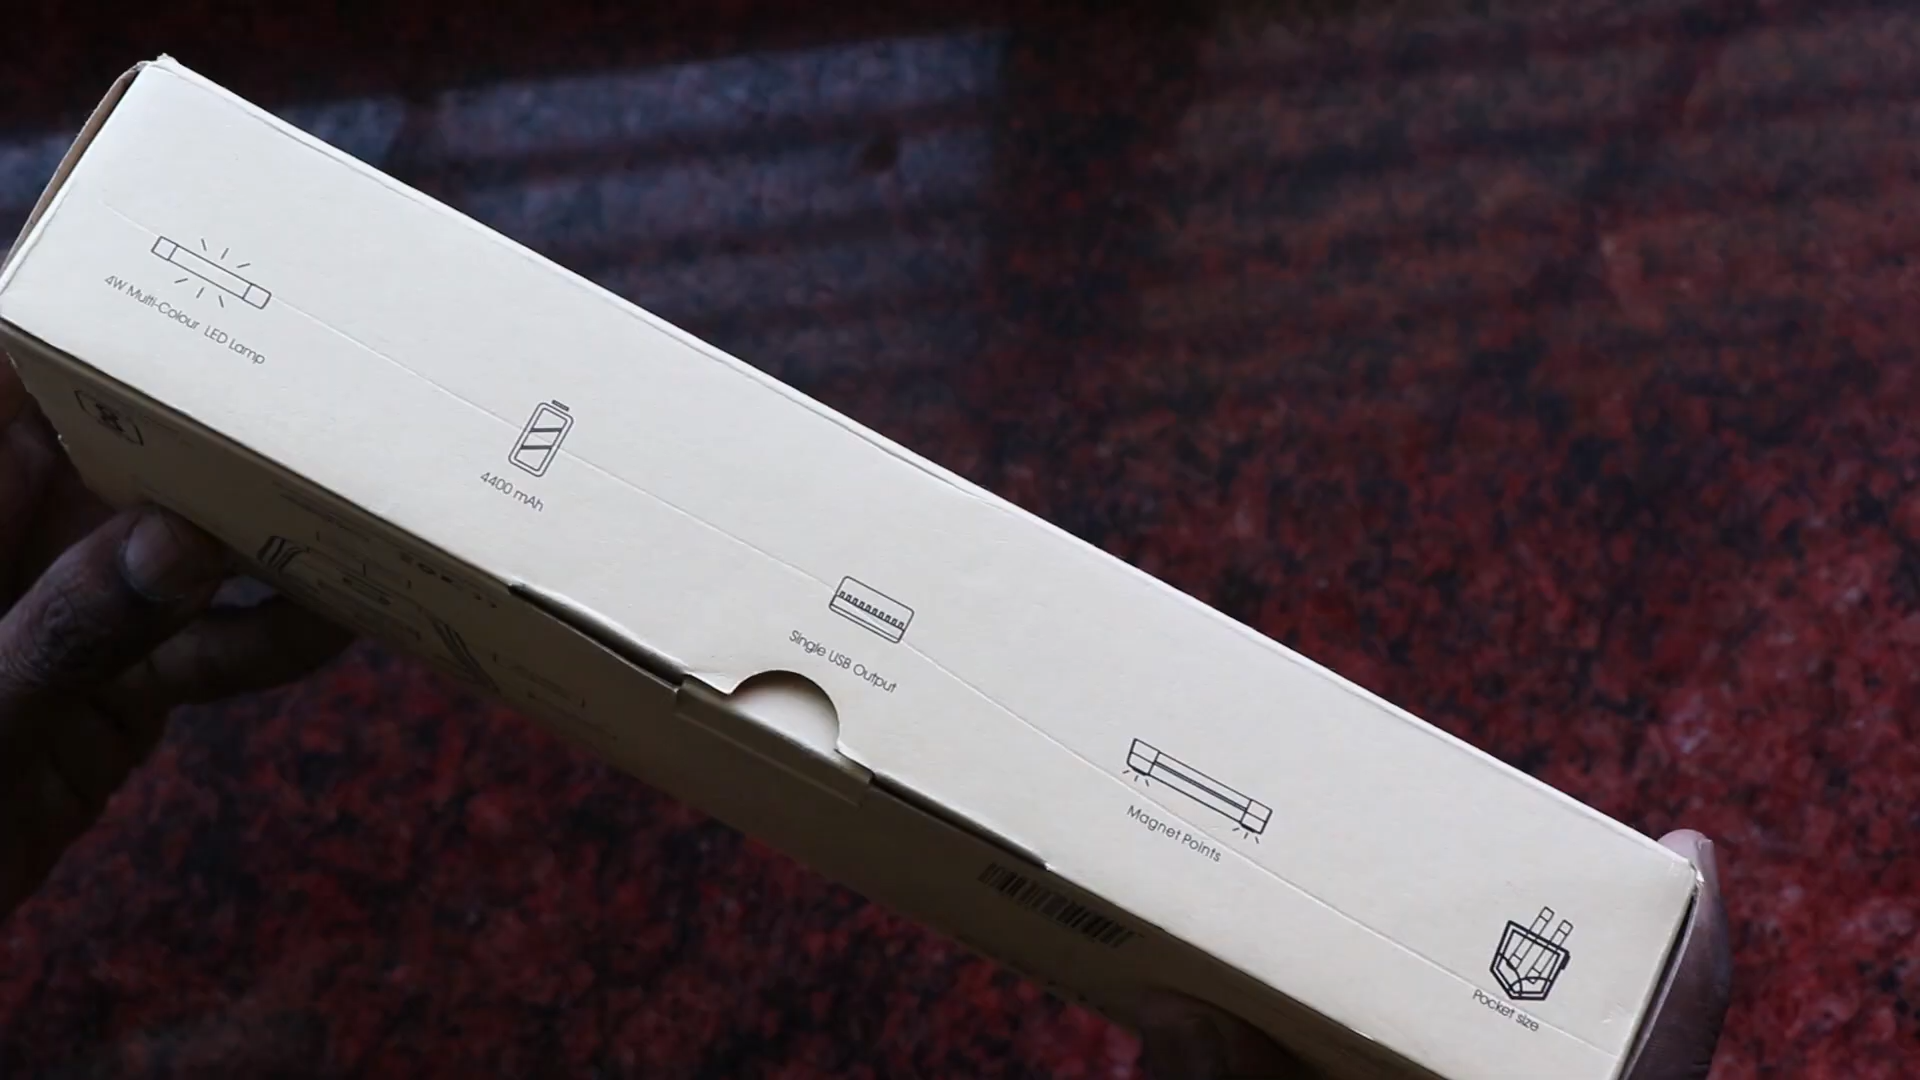 4W Multi-Colour LED Lamp
4400 mAh
Single USB Output
Magnet Points
Pocket size